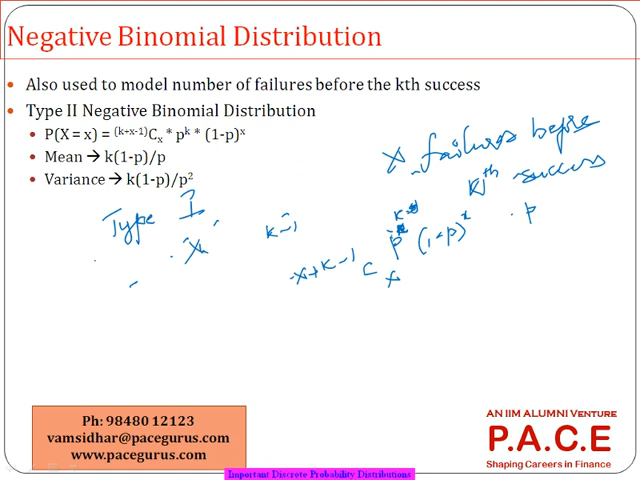 Negative Binomial Distribution
• Also used to model number of failures before the kth success
• Type II Negative Binomial Distribution
• P(X = x) = ⁽ᵏ⁺ˣ⁻¹⁾Cₓ * pᵏ * (1-p)ˣ
• Mean → k(1-p)/p
• Variance → k(1-p)/p²
X failures before
kth success
Type I
X
k-1
p (1-p)ˣ
. p
x+k-1 C x
Ph: 98480 12123
vamsidhar@pacegurus.com
www.pacegurus.com
AN IIM ALUMNI VENTURE
P.A.C.E
Shaping Careers in Finance
Important Discrete Probability Distributions